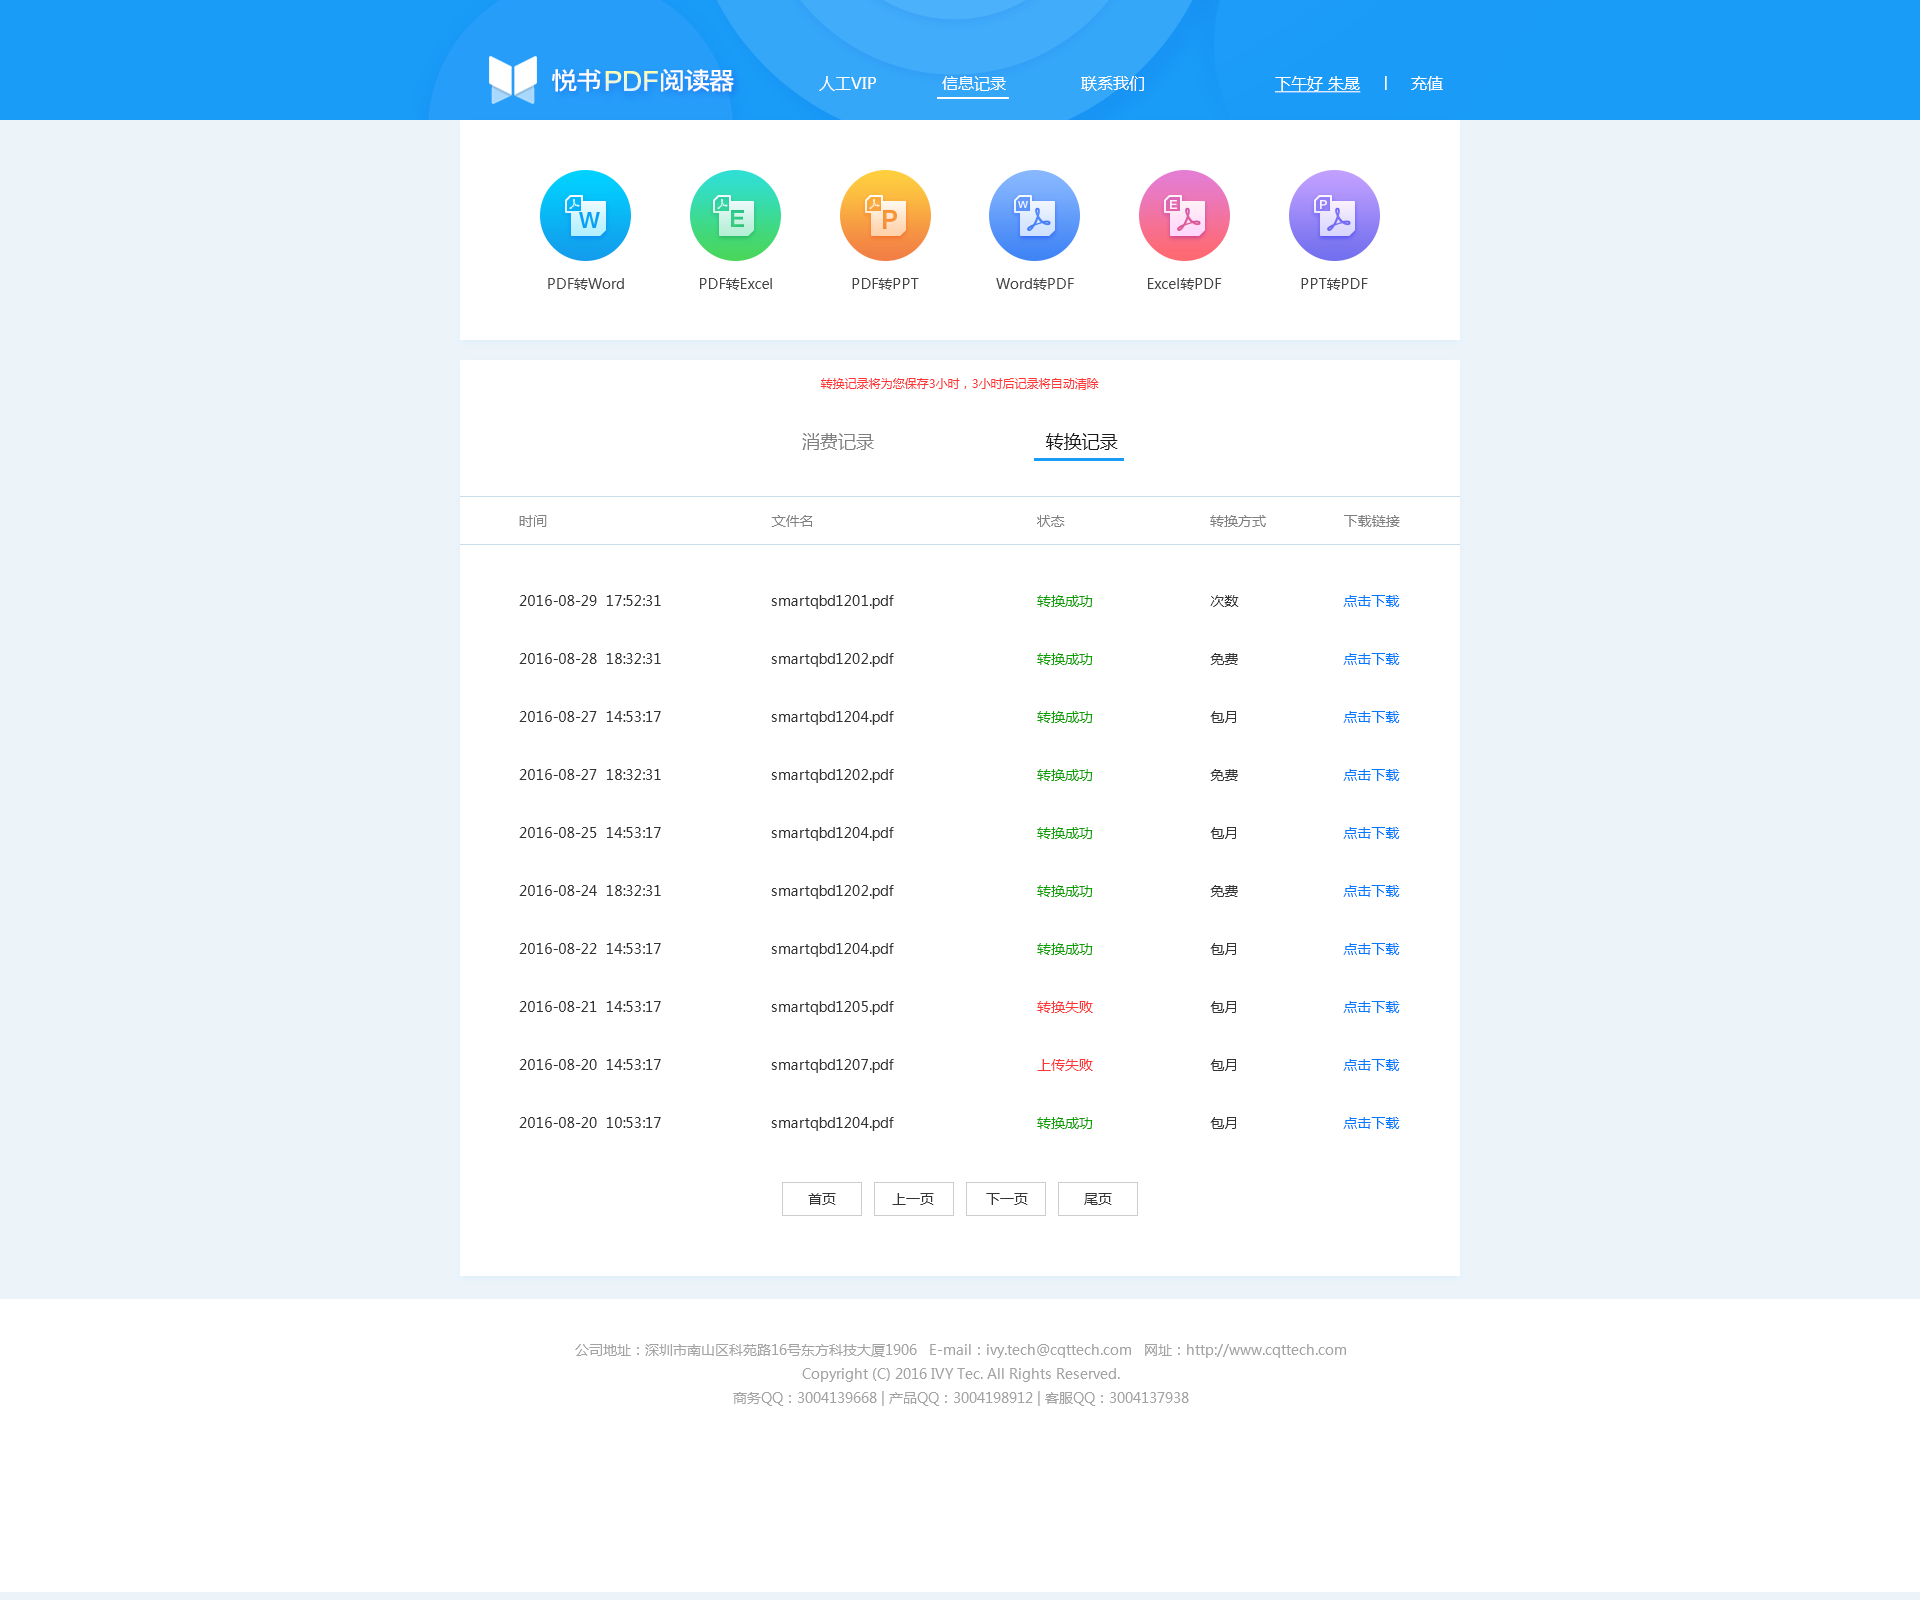 悦书PDF阅读器 人工VIP 信息记录 联系我们 下午好 朱晟 | 充值
W E P W E P
PDF转Word PDF转Excel PDF转PPT Word转PDF Excel转PDF PPT转PDF
转换记录将为您保存3小时，3小时后记录将自动清除
消费记录 转换记录
时间 文件名 状态 转换方式 下载链接
2016-08-29 17:52:31 smartqbd1201.pdf 转换成功 次数 点击下载
2016-08-28 18:32:31 smartqbd1202.pdf 转换成功 免费 点击下载
2016-08-27 14:53:17 smartqbd1204.pdf 转换成功 包月 点击下载
2016-08-27 18:32:31 smartqbd1202.pdf 转换成功 免费 点击下载
2016-08-25 14:53:17 smartqbd1204.pdf 转换成功 包月 点击下载
2016-08-24 18:32:31 smartqbd1202.pdf 转换成功 免费 点击下载
2016-08-22 14:53:17 smartqbd1204.pdf 转换成功 包月 点击下载
2016-08-21 14:53:17 smartqbd1205.pdf 转换失败 包月 点击下载
2016-08-20 14:53:17 smartqbd1207.pdf 上传失败 包月 点击下载
2016-08-20 10:53:17 smartqbd1204.pdf 转换成功 包月 点击下载
首页 上一页 下一页 尾页
公司地址：深圳市南山区科苑路16号东方科技大厦1906 E-mail：ivy.tech@cqttech.com 网址：http://www.cqttech.com
Copyright (C) 2016 IVY Tec. All Rights Reserved.
商务QQ：3004139668 | 产品QQ：3004198912 | 客服QQ：3004137938